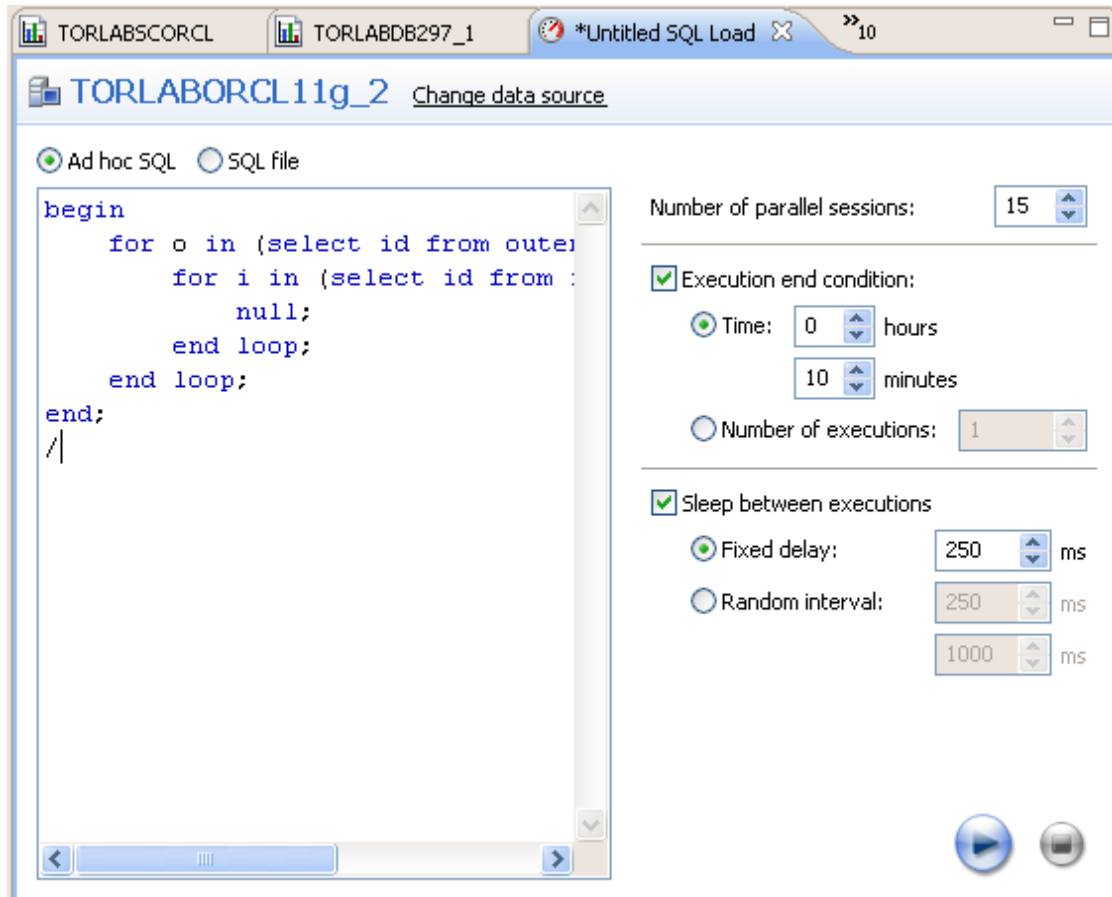 TORLABSCORCL TORLABDB297_1 *Untitled SQL Load »10
TORLABORCL11g_2 Change data source
Ad hoc SQL SQL file
begin
for o in (select id from outer
for i in (select id from
null;
end loop;
end loop;
end;
/
Number of parallel sessions: 15
Execution end condition:
Time: 0 hours
10 minutes
Number of executions: 1
Sleep between executions
Fixed delay: 250 ms
Random interval: 250 ms
1000 ms